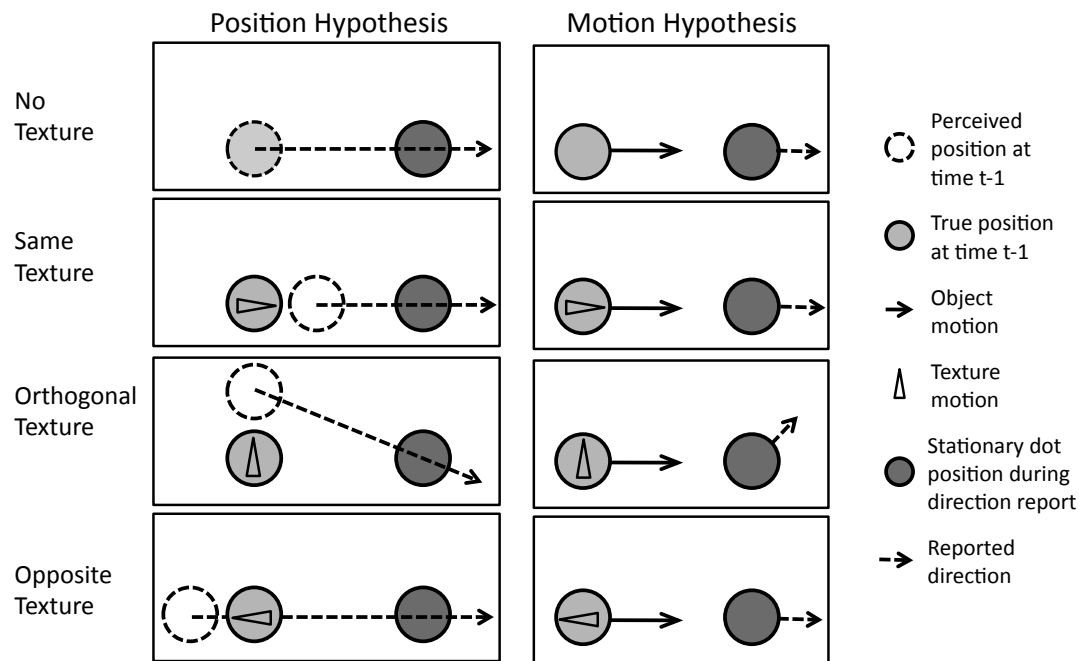 Position Hypothesis
Motion Hypothesis
No
Texture
Same
Texture
Orthogonal
Texture
Opposite
Texture
Perceived
position at
time t-1
True position
at time t-1
Object
motion
Texture
motion
Stationary dot
position during
direction report
Reported
direction